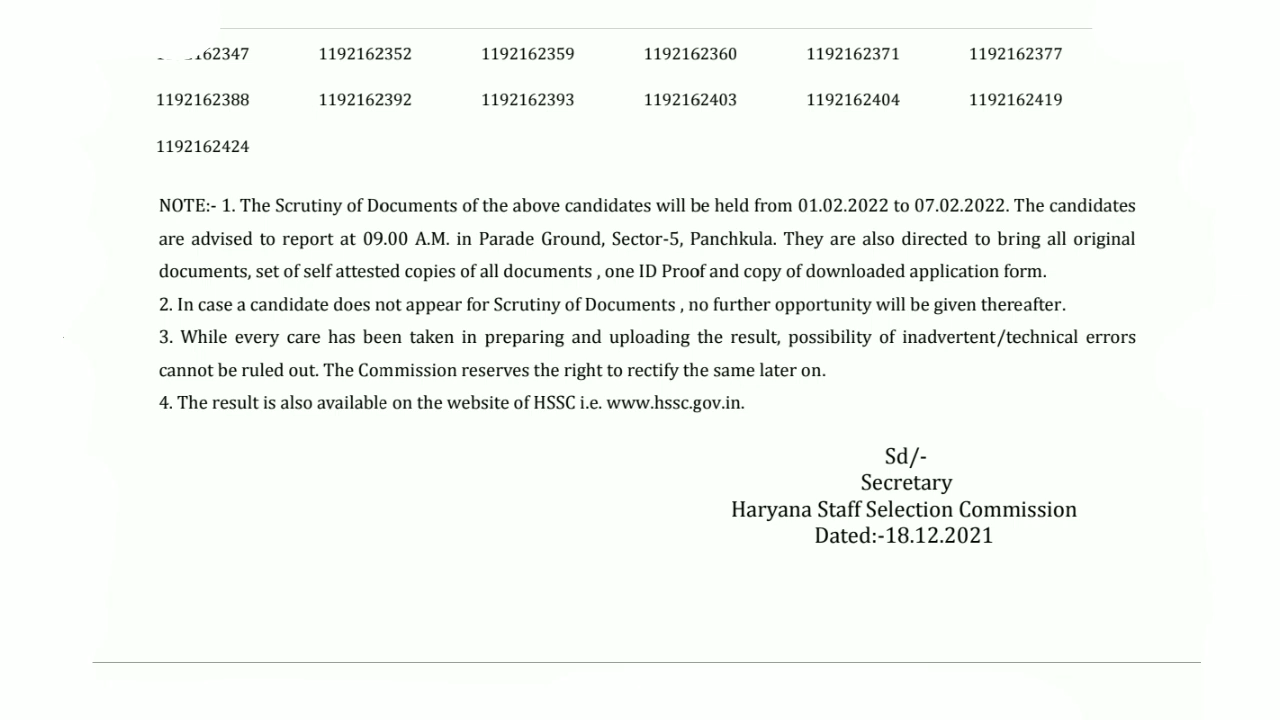 1192162352 1192162359 1192162360 1192162371 1192162377
1192162388 1192162392 1192162393 1192162403 1192162404 1192162419
1192162424
NOTE:- 1. The Scrutiny of Documents of the above candidates will be held from 01.02.2022 to 07.02.2022. The candidates
are advised to report at 09.00 A.M. in Parade Ground, Sector-5, Panchkula. They are also directed to bring all original
documents, set of self attested copies of all documents , one ID Proof and copy of downloaded application form.
2. In case a candidate does not appear for Scrutiny of Documents , no further opportunity will be given thereafter.
3. While every care has been taken in preparing and uploading the result, possibility of inadvertent/technical errors
cannot be ruled out. The Commission reserves the right to rectify the same later on.
4. The result is also available on the website of HSSC i.e. www.hssc.gov.in.
Sd/-
Secretary
Haryana Staff Selection Commission
Dated:-18.12.2021